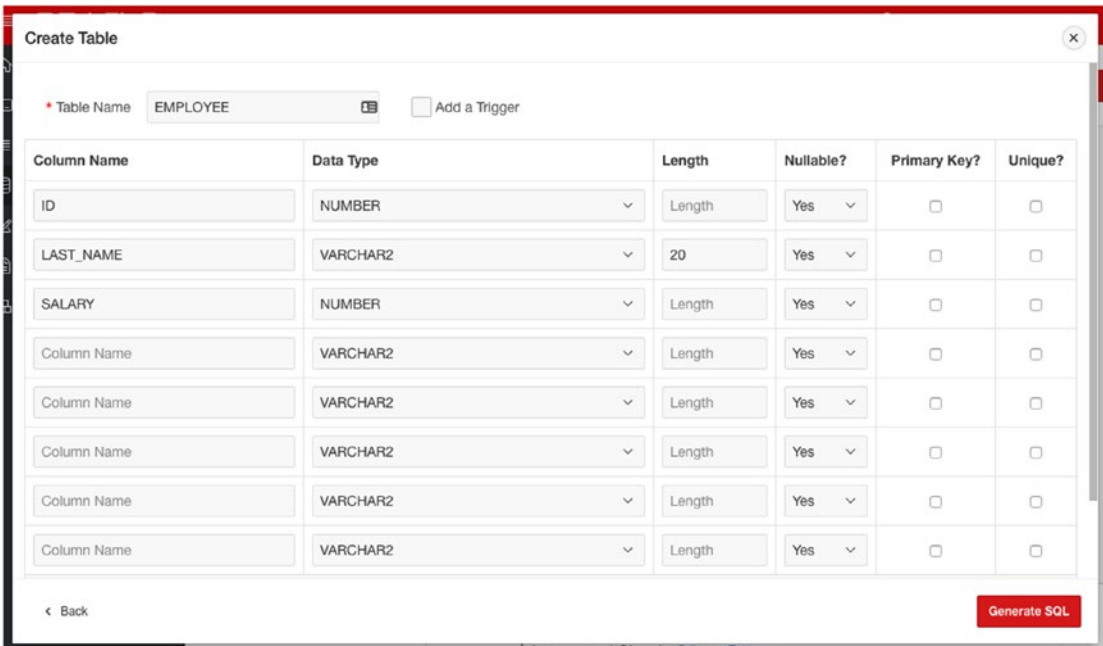 Create Table
* Table Name EMPLOYEE Add a Trigger
Column Name Data Type Length Nullable? Primary Key? Unique?
ID NUMBER Length Yes
LAST_NAME VARCHAR2 20 Yes
SALARY NUMBER Length Yes
Column Name VARCHAR2 Length Yes
Column Name VARCHAR2 Length Yes
Column Name VARCHAR2 Length Yes
Column Name VARCHAR2 Length Yes
Column Name VARCHAR2 Length Yes
Back Generate SQL